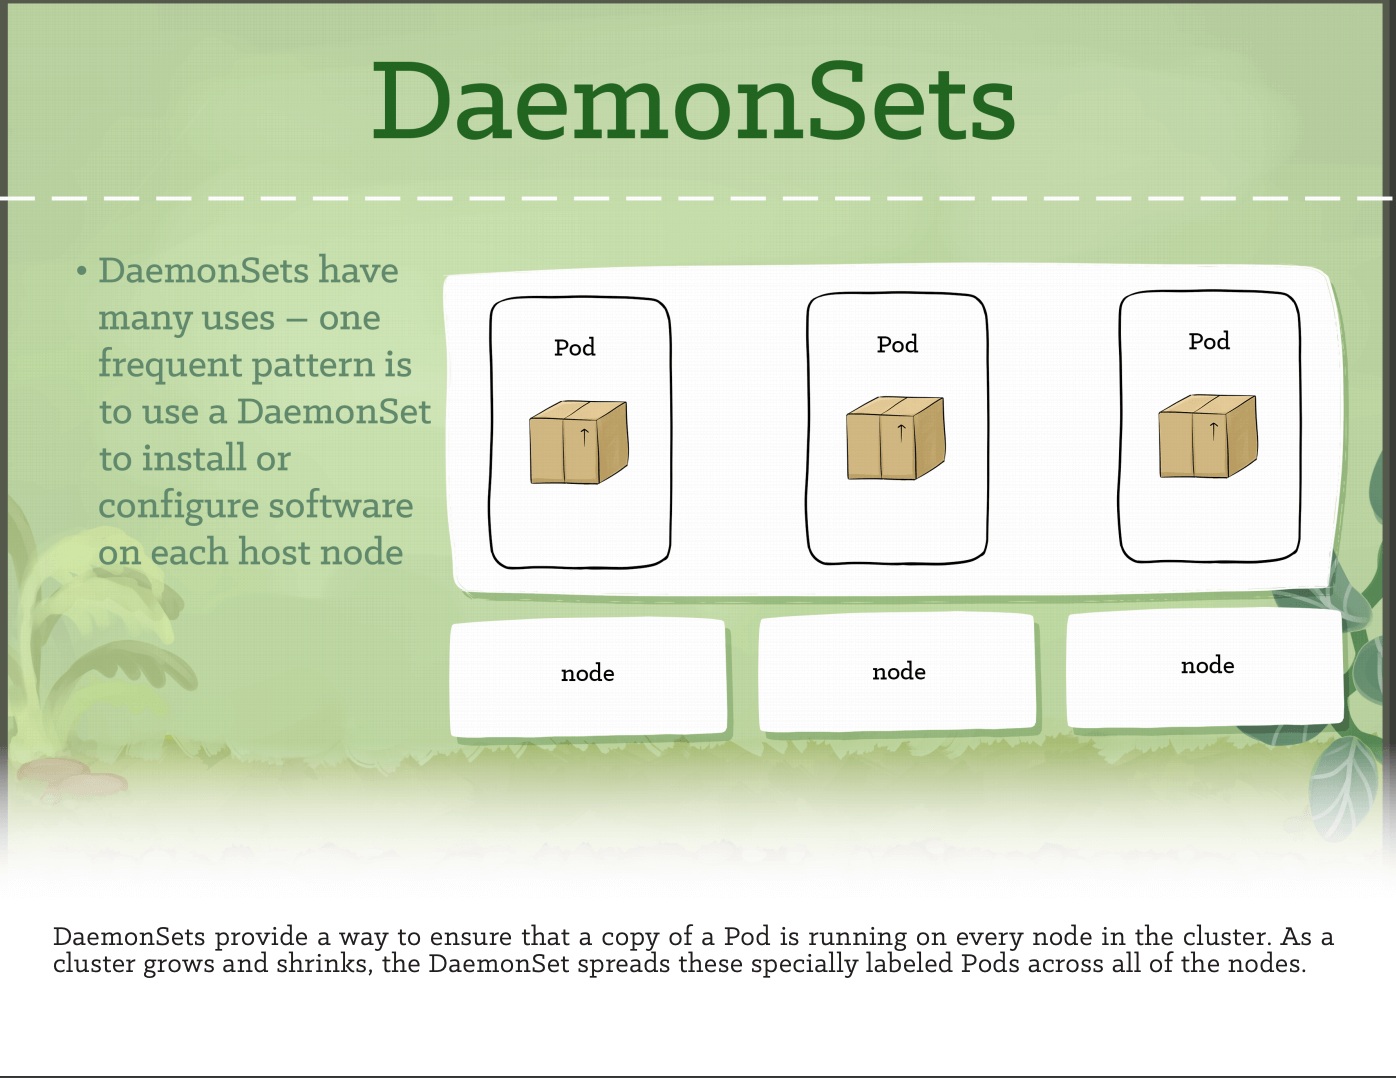 DaemonSets
• DaemonSets have
many uses – one
frequent pattern is
to use a DaemonSet
to install or
configure software
on each host node
Pod
Pod
Pod
node
node
node
DaemonSets provide a way to ensure that a copy of a Pod is running on every node in the cluster. As a
cluster grows and shrinks, the DaemonSet spreads these specially labeled Pods across all of the nodes.